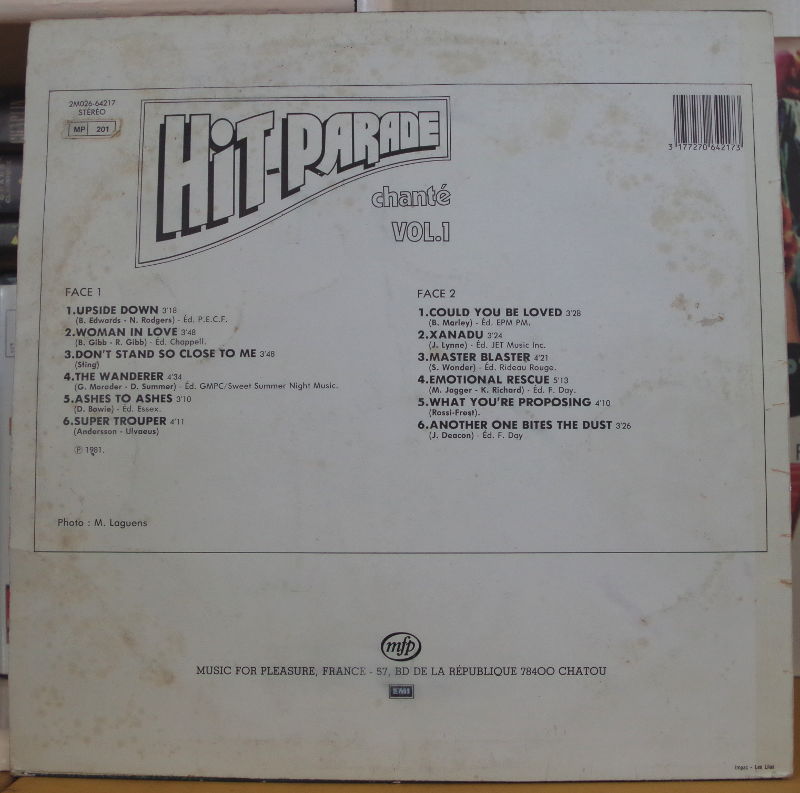 2M026-64217
STÉRÉO
MP 201
HIT-PARADE
chanté
VOL.1
3 177270 642173
FACE 1
1.UPSIDE DOWN 3'18
(B. Edwards - N. Rodgers) - Éd. P.E.C.F.
2.WOMAN IN LOVE 3'48
(B. Gibb - R. Gibb) - Éd. Chappell.
3.DON'T STAND SO CLOSE TO ME 3'48
(Sting)
4.THE WANDERER 4'34
(G. Moroder - D. Summer) - Éd. GMPC/Sweet Summer Night Music.
5.ASHES TO ASHES 3'10
(D. Bowie) - Éd. Essex.
6.SUPER TROUPER 4'11
(Andersson - Ulvaeus)
℗ 1981.
FACE 2
1.COULD YOU BE LOVED 3'28
(B. Marley) - Éd. EPM PM.
2.XANADU 3'24
(J. Lynne) - Éd. JET Music Inc.
3.MASTER BLASTER 4'21
(S. Wonder) - Éd. Rideau Rouge.
4.EMOTIONAL RESCUE 5'13
(M. Jagger - K. Richard) - Éd. F. Day.
5.WHAT YOU'RE PROPOSING 4'10
(Rossi-Frost).
6.ANOTHER ONE BITES THE DUST 3'26
(J. Deacon) - Éd. F. Day
Photo : M. Laguens
mfp
MUSIC FOR PLEASURE, FRANCE - 57, BD DE LA RÉPUBLIQUE 78400 CHATOU
EMI
Impac - Les Lilas